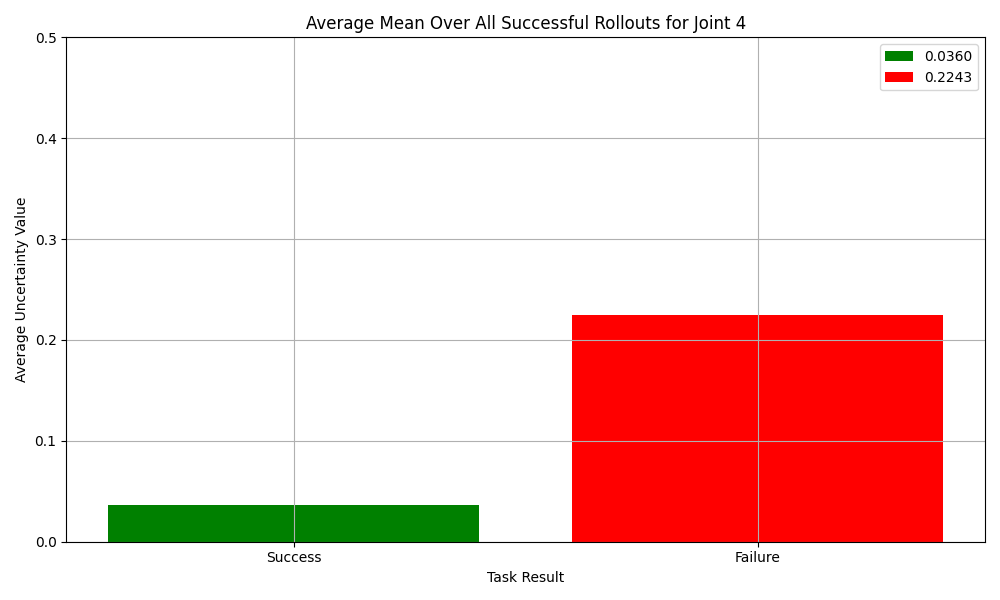 Average Mean Over All Successful Rollouts for Joint 4
0.5
0.4
0.3
0.2
0.1
0.0
Average Uncertainty Value
0.0360
0.2243
Success
Failure
Task Result